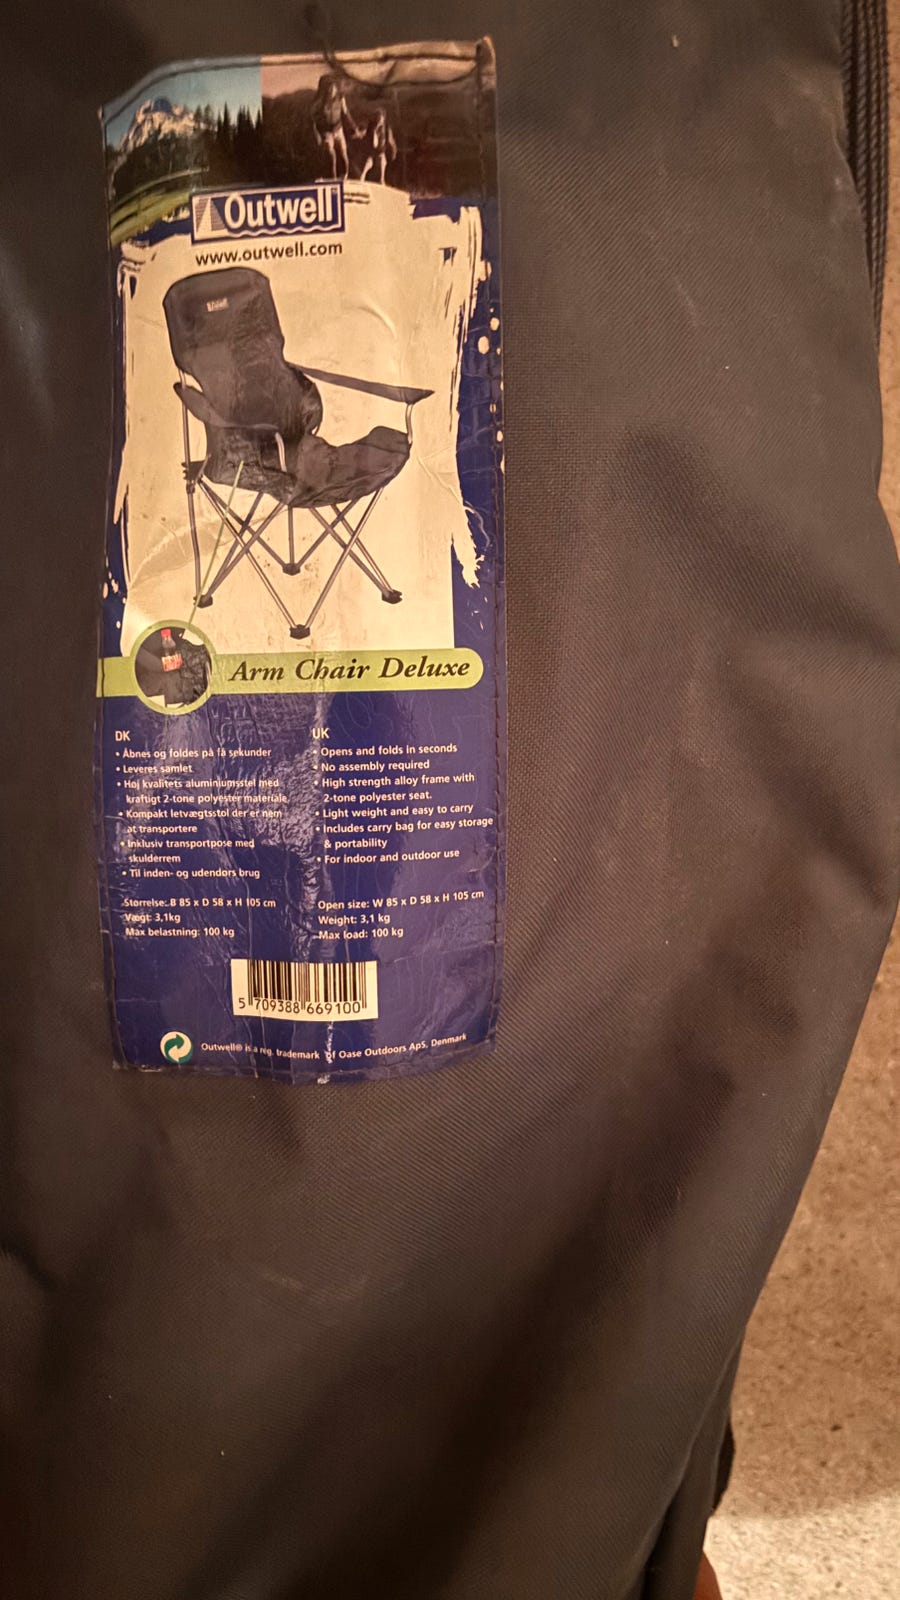 Outwell
www.outwell.com
Outwell
Arm Chair Deluxe
DK
• Åbnes og foldes på få sekunder
• Leveres samlet
• Høj kvalitets aluminiumsstel med
kraftigt 2-tone polyester materiale.
• Kompakt letvægtsstol der er nem
at transportere
• Inklusiv transportpose med
skulderrem
• Til inden- og udendørs brug
Størrelse: B 85 x D 58 x H 105 cm
Vægt: 3,1kg
Max belastning: 100 kg
UK
• Opens and folds in seconds
• No assembly required
• High strength alloy frame with
2-tone polyester seat.
• Light weight and easy to carry
• Includes carry bag for easy storage
& portability
• For indoor and outdoor use
Open size: W 85 x D 58 x H 105 cm
Weight: 3,1 kg
Max load: 100 kg
5 709388 669100
Outwell® is a reg. trademark of Oase Outdoors ApS, Denmark